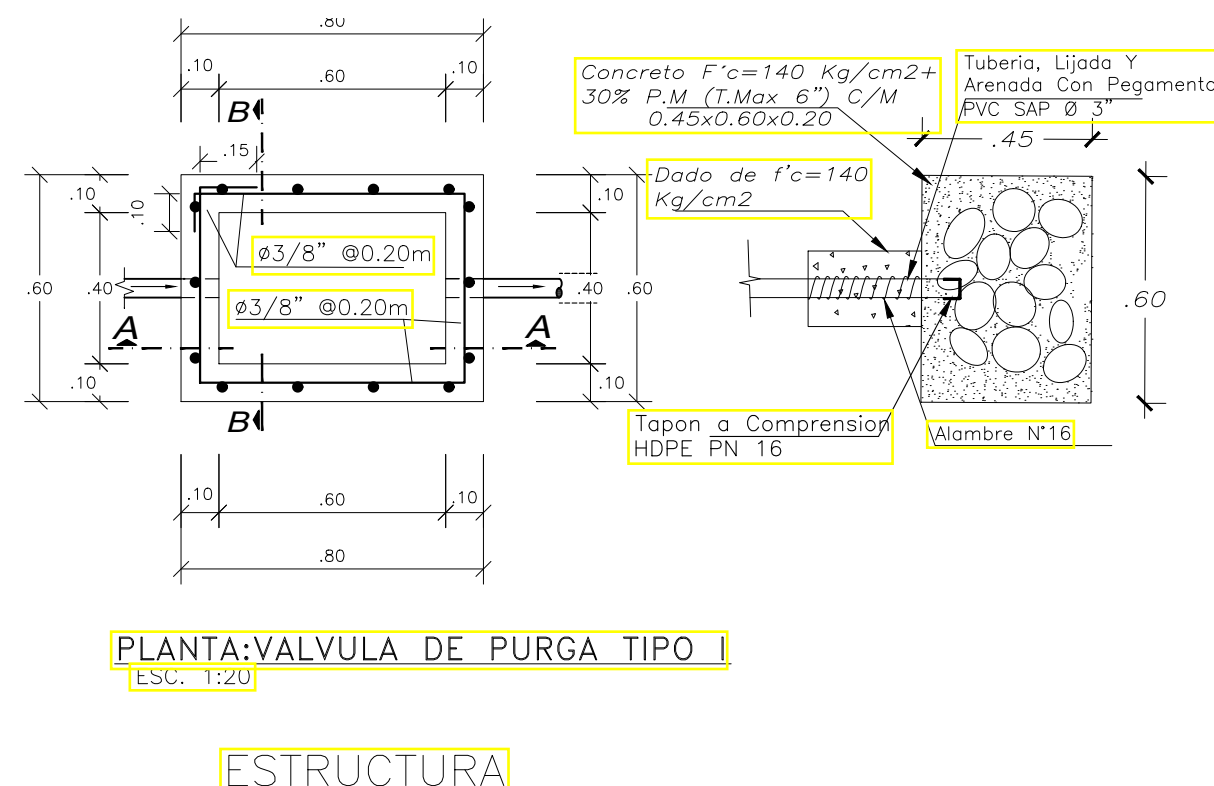 .80
.10
.60
.10
B
.15
.10
.10
.10
.60
.40
.40
.60
ø3/8" @0.20m
ø3/8" @0.20m
A
A
.10
.10
B
.10
.60
.10
.80
Concreto F'c=140 Kg/cm2+
30% P.M (T.Max 6") C/M
0.45x0.60x0.20
Tuberia, Lijada Y
Arenada Con Pegamento
PVC SAP Ø 3"
.45
Dado de f'c=140
Kg/cm2
.60
Tapon a Comprension
HDPE PN 16
Alambre N°16
PLANTA:VALVULA DE PURGA TIPO I
ESC. 1:20
ESTRUCTURA